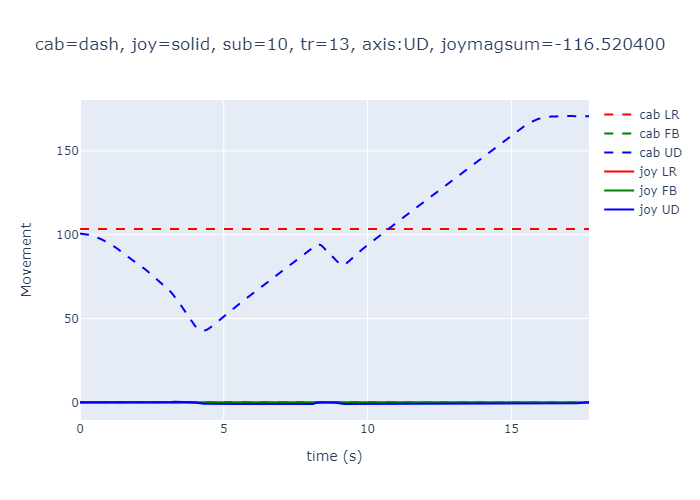 cab=dash, joy=solid, sub=10, tr=13, axis:UD, joymagsum=-116.520400
cab LR
cab FB
cab UD
joy LR
joy FB
joy UD
Movement
150
100
50
0
0
5
10
15
time (s)